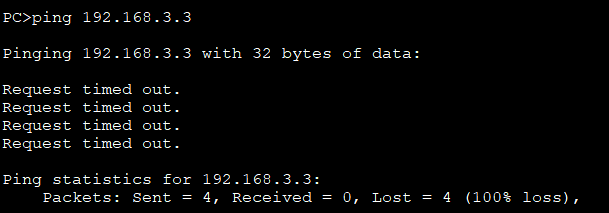 PC>ping 192.168.3.3
Pinging 192.168.3.3 with 32 bytes of data:
Request timed out.
Request timed out.
Request timed out.
Request timed out.
Ping statistics for 192.168.3.3:
Packets: Sent = 4, Received = 0, Lost = 4 (100% loss),